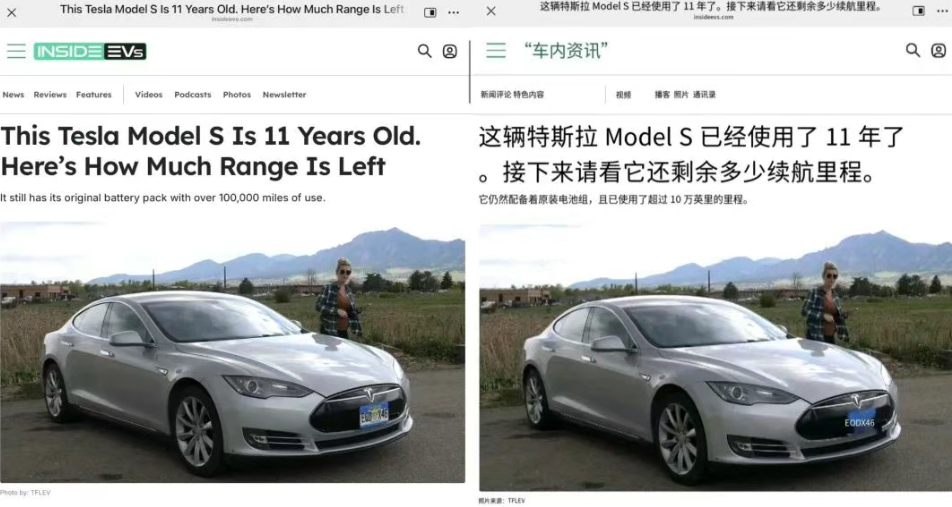 This Tesla Model S Is 11 Years Old. Here's How Much Range Is Left
insideevs.com
INSIDE EVs
News Reviews Features Videos Podcasts Photos Newsletter
This Tesla Model S Is 11 Years Old.
Here's How Much Range Is Left
It still has its original battery pack with over 100,000 miles of use.
Photo by: TFLEV
这辆特斯拉 Model S 已经使用了 11 年了。接下来请看它还剩余多少续航里程。
insideevs.com
“车内资讯”
新闻评论 特色内容 视频 播客 照片 通讯录
这辆特斯拉 Model S 已经使用了 11 年了
。接下来请看它还剩余多少续航里程。
它仍然配备着原装电池组，且已使用了超过 10 万英里的里程。
EODX46
照片来源：TFLEV